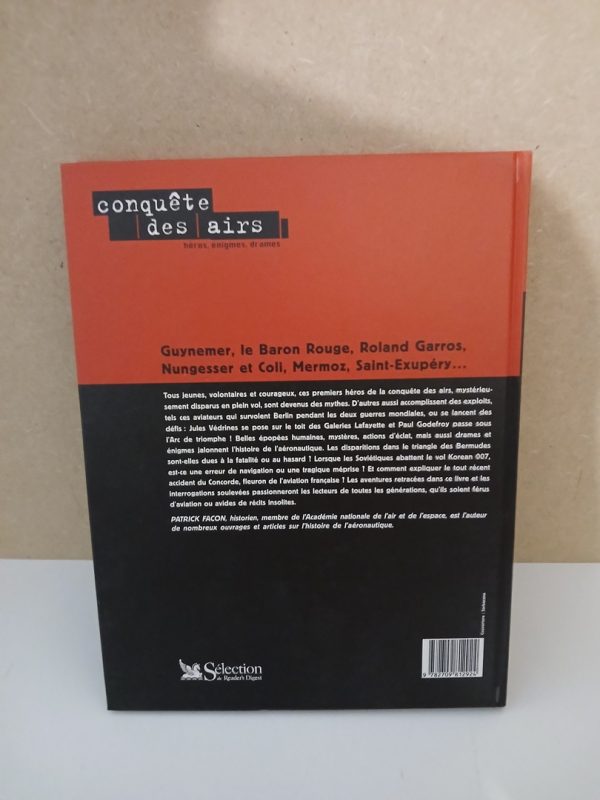 conquête
des airs
héros, énigmes, drames
Guynemer, le Baron Rouge, Roland Garros,
Nungesser et Coli, Mermoz, Saint-Exupéry...
Tous jeunes, volontaires et courageux, ces premiers héros de la conquête des airs, mystérieu-
sement disparus en plein vol, sont devenus des mythes. D'autres aussi accomplissent des exploits,
tels ces aviateurs qui survolent Berlin pendant les deux guerres mondiales, ou se lancent des
défis : Jules Védrines se pose sur le toit des Galeries Lafayette et Paul Godefroy passe sous
l'Arc de triomphe ! Belles épopées humaines, mystères, actions d'éclat, mais aussi drames et
énigmes jalonnent l'histoire de l'aéronautique. Les disparitions dans le triangle des Bermudes
sont-elles dues à la fatalité ou au hasard ! Lorsque les Soviétiques abattent le vol Korean 007,
est-ce une erreur de navigation ou une tragique méprise ! Et comment expliquer le tout récent
accident du Concorde, fleuron de l'aviation française ! Les aventures retracées dans ce livre et les
interrogations soulevées passionneront les lecteurs de toutes les générations, qu'ils soient férus
d'aviation ou avides de récits insolites.
PATRICK FACON, historien, membre de l'Académie nationale de l'air et de l'espace, est l'auteur
de nombreux ouvrages et articles sur l'histoire de l'aéronautique.
Sélection
du Reader's Digest
9 782709 812924